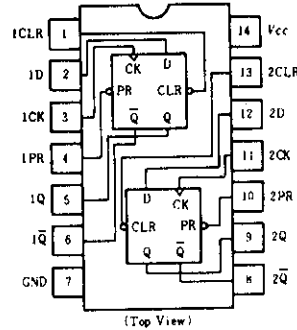 1CLR 1 14 Vcc
CK D
1D 2 13 2CLR
PR CLR
1CK 3 12 2D
Q̅ Q
1PR 4 11 2CK
D CK
1Q 5 10 2PR
CLR PR
1Q̅ 6 9 2Q
Q Q̅
GND 7 8 2Q̅
(Top View)